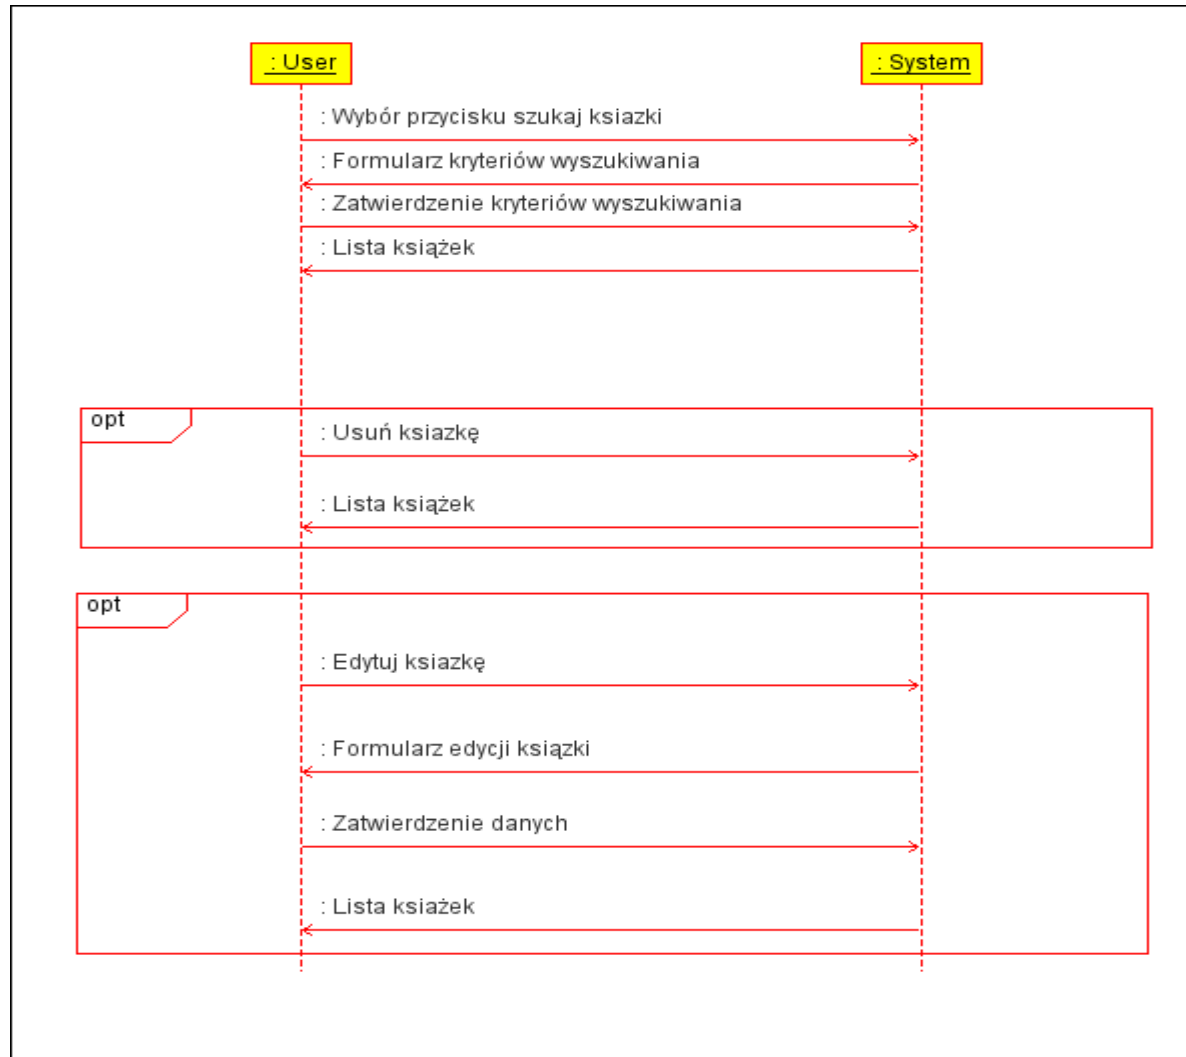 : User
: System
: Wybór przycisku szukaj ksiazki
: Formularz kryteriów wyszukiwania
: Zatwierdzenie kryteriów wyszukiwania
: Lista książek
opt
: Usuń ksiazkę
: Lista książek
opt
: Edytuj ksiazkę
: Formularz edycji ksiązki
: Zatwierdzenie danych
: Lista ksiażek